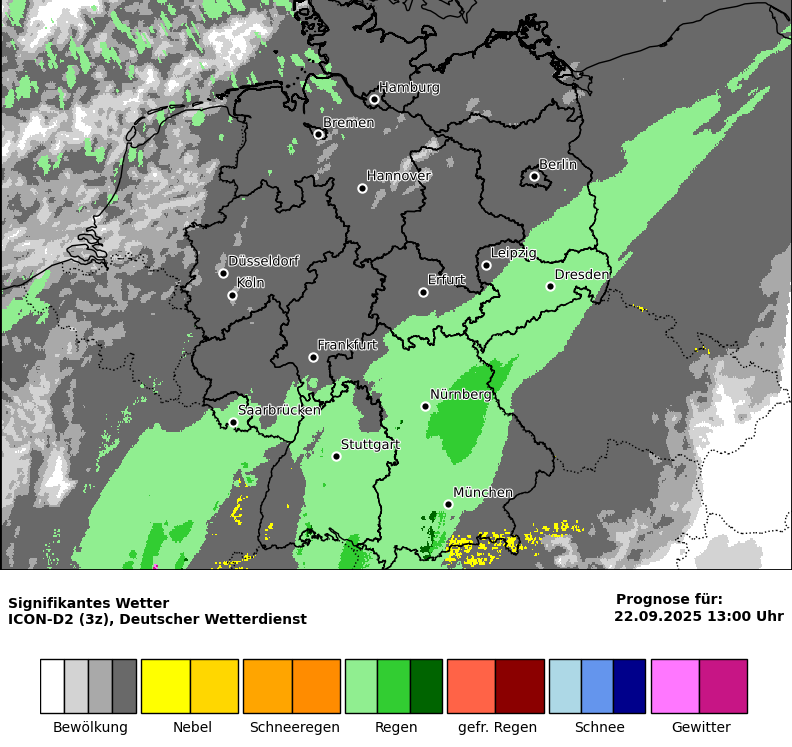 Hamburg
Bremen
Berlin
Hannover
Leipzig
Düsseldorf
Dresden
Köln
Erfurt
Frankfurt
Nürnberg
Saarbrücken
Stuttgart
München
Signifikantes Wetter
ICON-D2 (3z), Deutscher Wetterdienst
Prognose für:
22.09.2025 13:00 Uhr
Bewölkung Nebel Schneeregen Regen gefr. Regen Schnee Gewitter